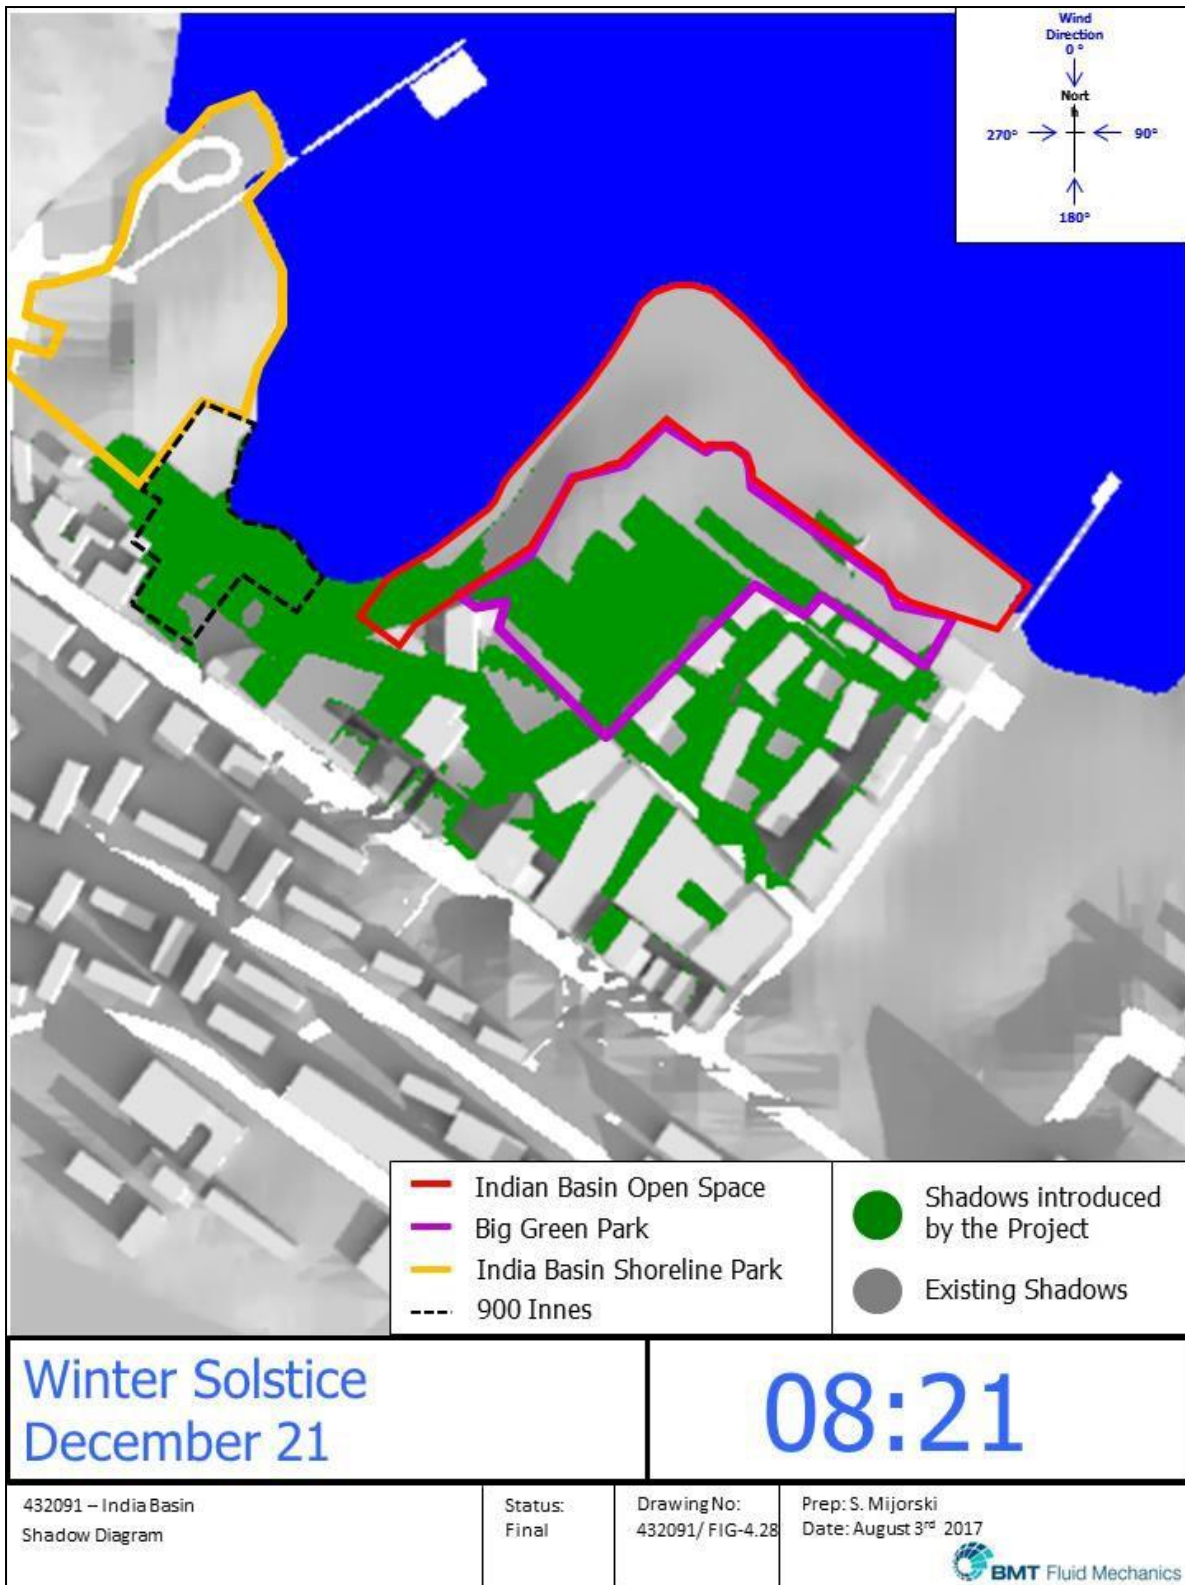 Wind
Direction
0 °
Nort
h
270°
90°
180°
Indian Basin Open Space
Big Green Park
India Basin Shoreline Park
900 Innes
Shadows introduced
by the Project
Existing Shadows
Winter Solstice
December 21
08:21
432091 – India Basin
Shadow Diagram
Status:
Final
Drawing No:
432091/ FIG-4.28
Prep: S. Mijorski
Date: August 3rd 2017
BMT Fluid Mechanics